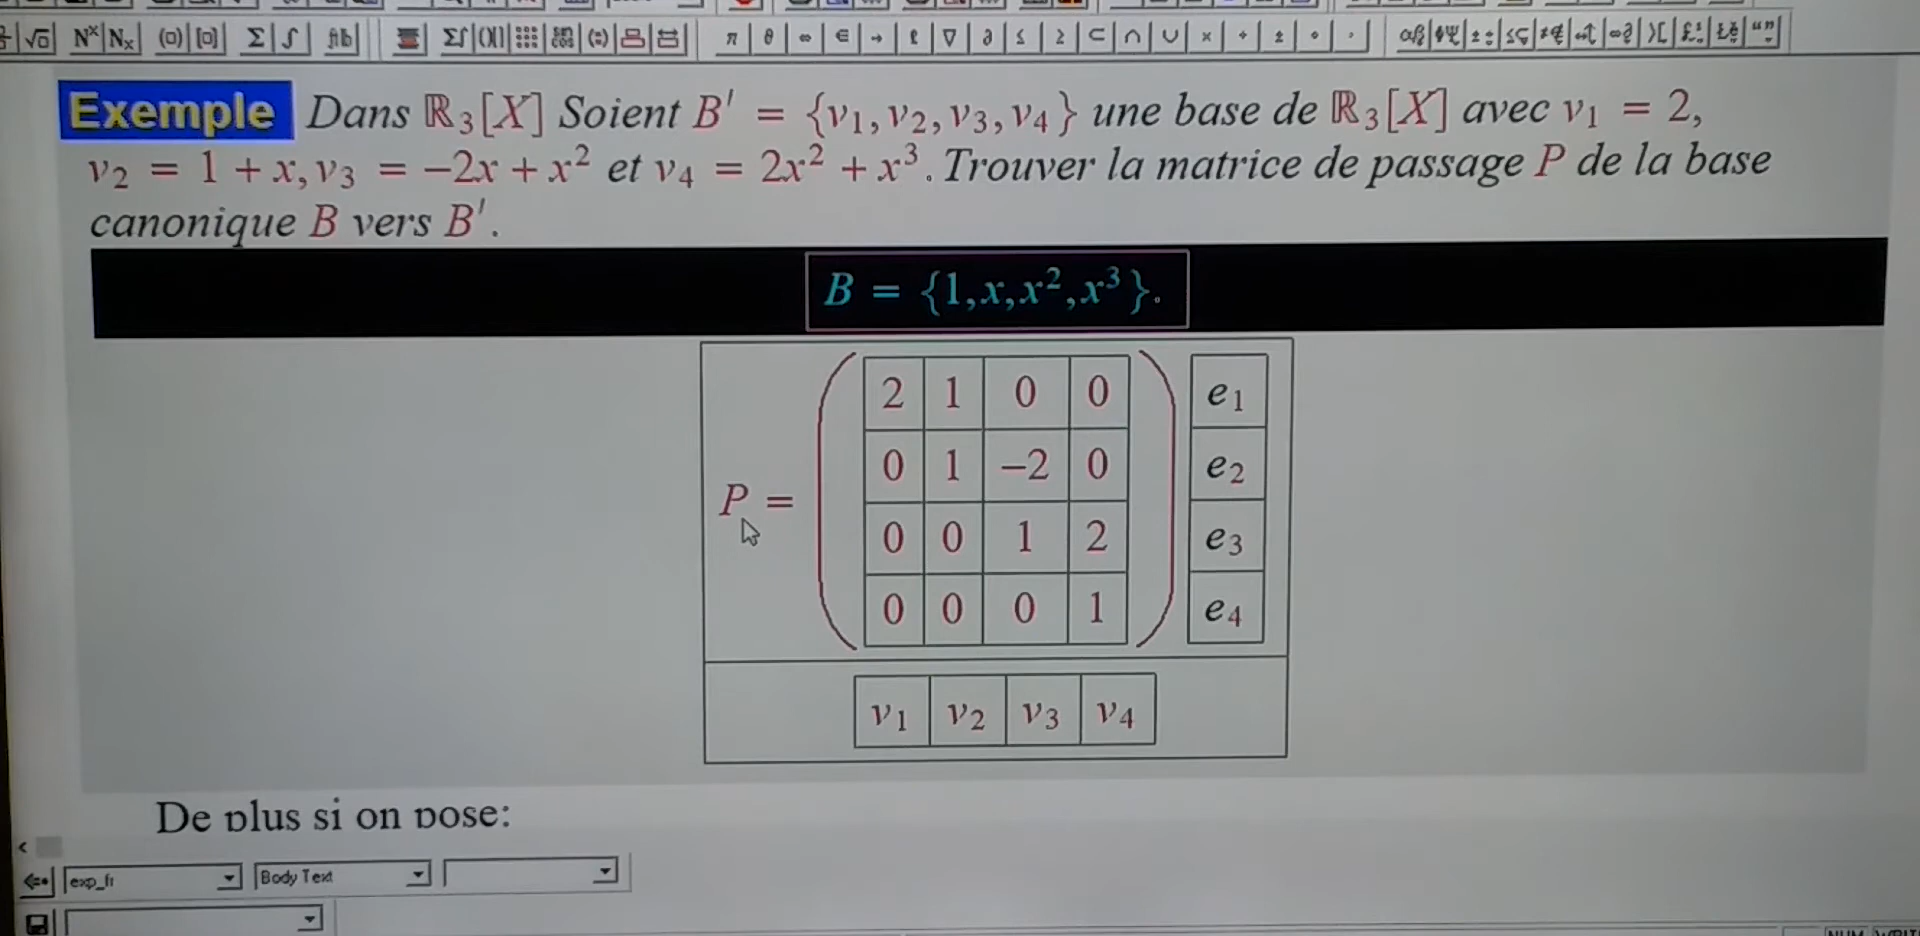 Exemple Dans ℝ₃[X] Soient B′ = {v₁, v₂, v₃, v₄} une base de ℝ₃[X] avec v₁ = 2,
v₂ = 1 + x, v₃ = −2x + x² et v₄ = 2x² + x³. Trouver la matrice de passage P de la base
canonique B vers B′.
B = {1,x,x²,x³}.
2 1 0 0 e₁
0 1 −2 0 e₂
P =
0 0 1 2 e₃
0 0 0 1 e₄
v₁ v₂ v₃ v₄
De plus si on pose:
exp_fr Body Text